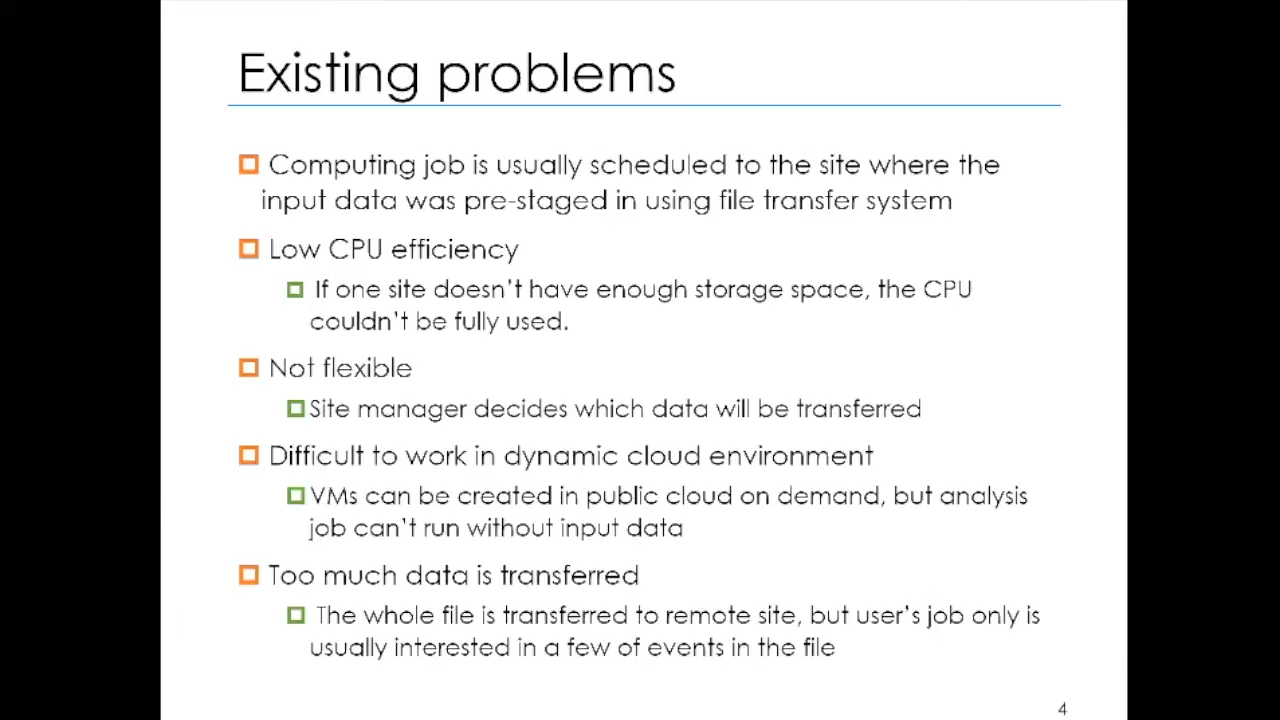 Existing problems
Computing job is usually scheduled to the site where the
input data was pre-staged in using file transfer system
Low CPU efficiency
If one site doesn't have enough storage space, the CPU
couldn't be fully used.
Not flexible
Site manager decides which data will be transferred
Difficult to work in dynamic cloud environment
VMs can be created in public cloud on demand, but analysis
job can't run without input data
Too much data is transferred
The whole file is transferred to remote site, but user's job only is
usually interested in a few of events in the file
4